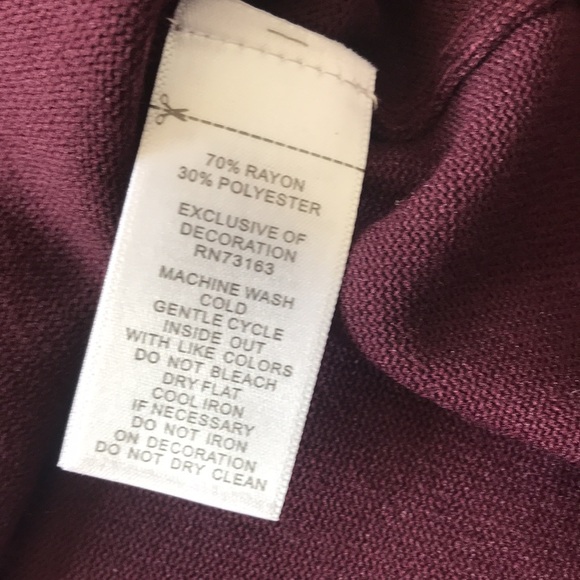 70% RAYON
30% POLYESTER
EXCLUSIVE OF
DECORATION
RN73163
MACHINE WASH
COLD
GENTLE CYCLE
INSIDE OUT
WITH LIKE COLORS
DO NOT BLEACH
DRY FLAT
COOL IRON
IF NECESSARY
DO NOT IRON
ON DECORATION
DO NOT DRY CLEAN